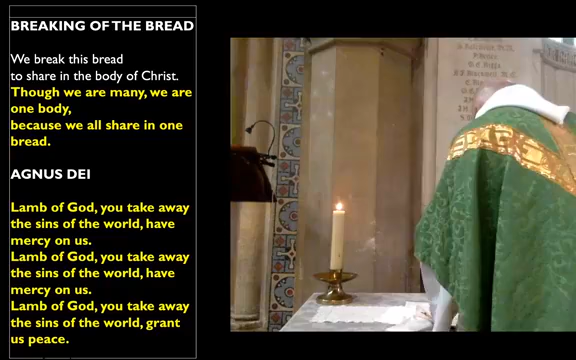 BREAKING OF THE BREAD
We break this bread
to share in the body of Christ.
Though we are many, we are
one body,
because we all share in one
bread.
AGNUS DEI
Lamb of God, you take away
the sins of the world, have
mercy on us.
Lamb of God, you take away
the sins of the world, have
mercy on us.
Lamb of God, you take away
the sins of the world, grant
us peace.